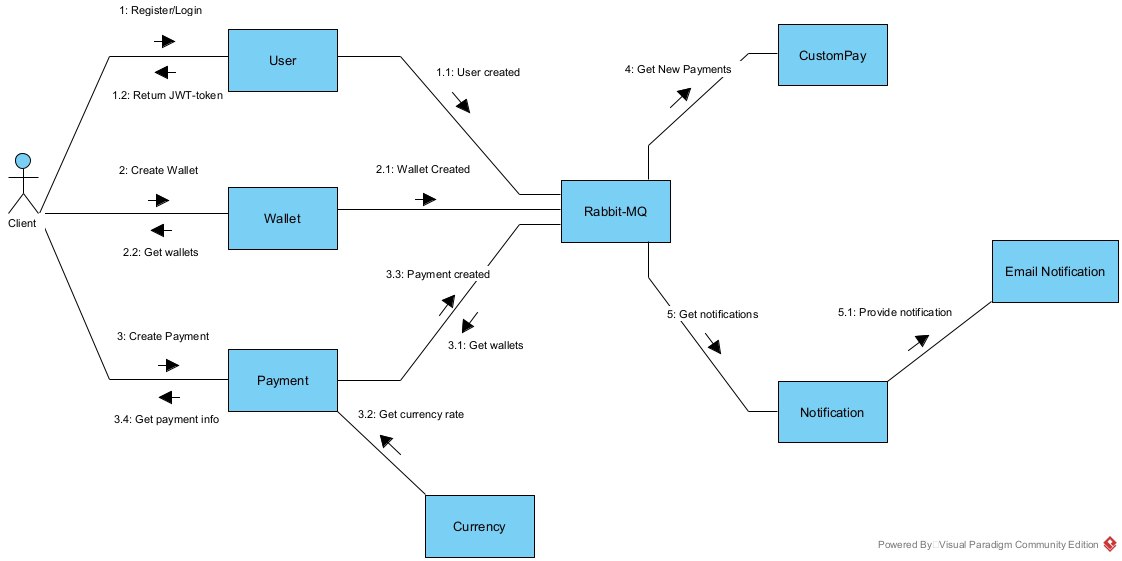 1: Register/Login
User
CustomPay
1.1: User created
4: Get New Payments
1.2: Return JWT-token
2: Create Wallet
2.1: Wallet Created
Client
Wallet
Rabbit-MQ
2.2: Get wallets
3.3: Payment created
Email Notification
3: Create Payment
3.1: Get wallets
5: Get notifications
5.1: Provide notification
Payment
3.4: Get payment info
3.2: Get currency rate
Notification
Currency
Powered By□Visual Paradigm Community Edition